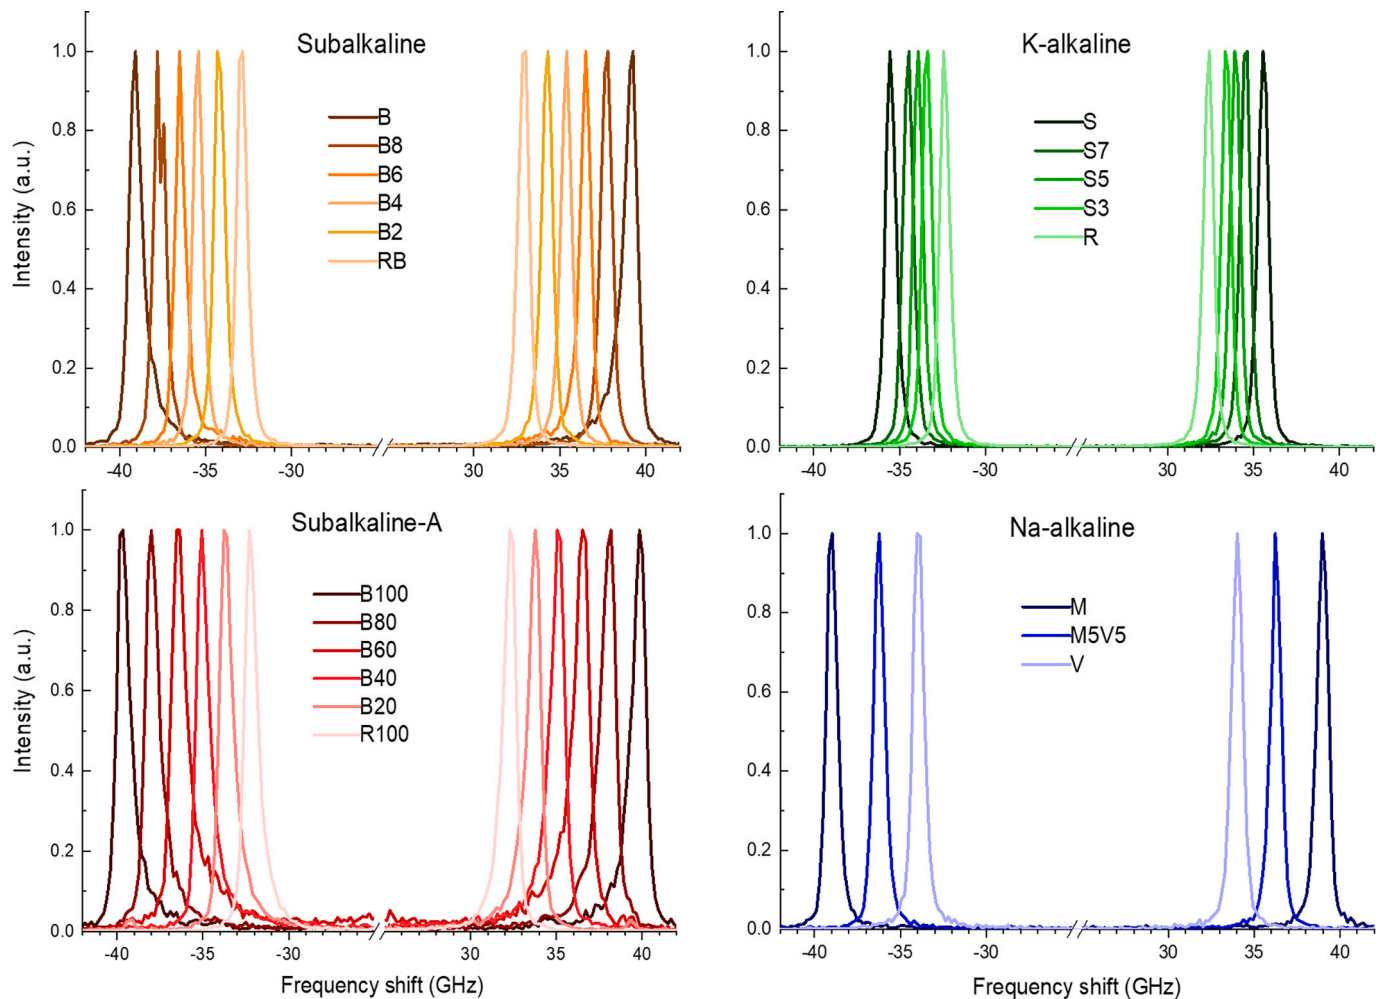 Subalkaline
Intensity (a.u.)
1.0
0.8
0.6
0.4
0.2
0.0
B
B8
B6
B4
B2
RB
-40 -35 -30 30 35 40
K-alkaline
1.0
0.8
0.6
0.4
0.2
0.0
S
S7
S5
S3
R
-40 -35 -30 30 35 40
Subalkaline-A
Intensity (a.u.)
1.0
0.8
0.6
0.4
0.2
0.0
B100
B80
B60
B40
B20
R100
-40 -35 -30 30 35 40
Frequency shift (GHz)
Na-alkaline
1.0
0.8
0.6
0.4
0.2
0.0
M
M5V5
V
-40 -35 -30 30 35 40
Frequency shift (GHz)